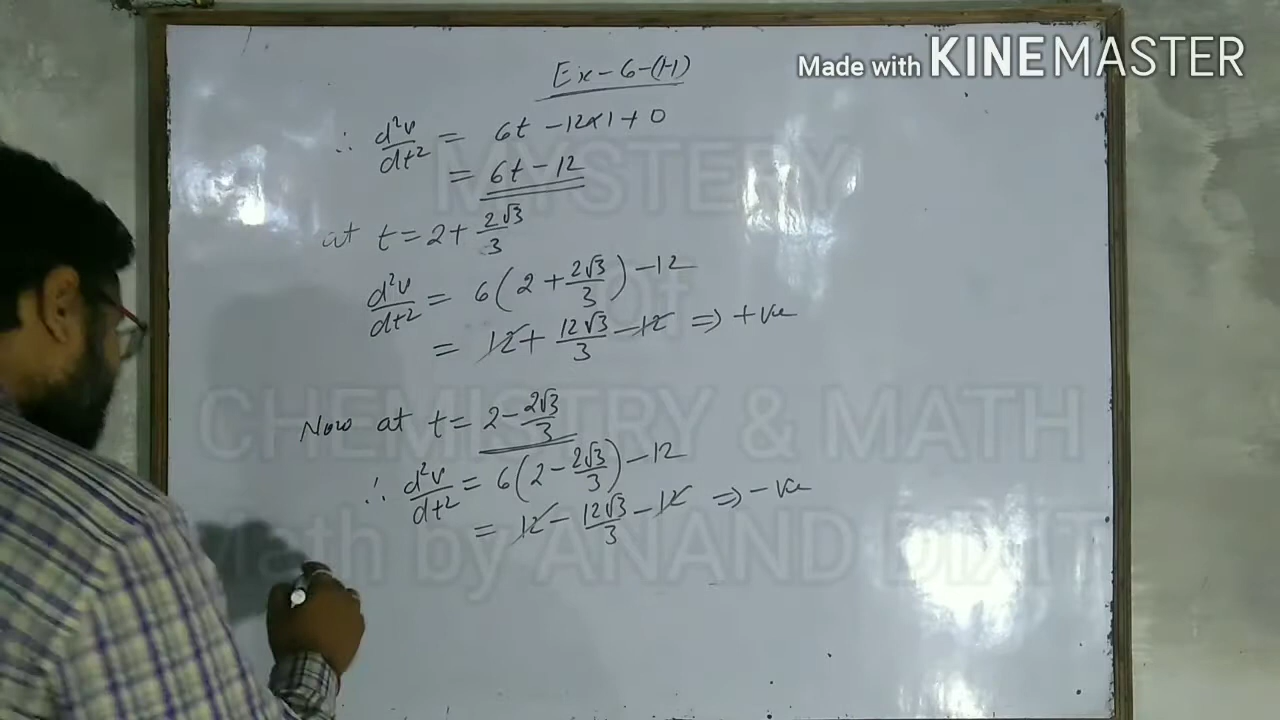 Made with KINEMASTER
Ex-6-(H)
∴ d²v/dt² = 6t - 12×1 + 0
= 6t - 12
at t = 2 + 2√3/3
d²v/dt² = 6(2 + 2√3/3) - 12
= 12 + 12√3/3 - 12 ⇒ +ve
Now at t = 2 - 2√3/3
∴ d²v/dt² = 6(2 - 2√3/3) - 12
= 12 - 12√3/3 - 12 ⇒ -ve
MYSTERY
of
CHEMISTRY & MATH
Math by ANAND DIXIT